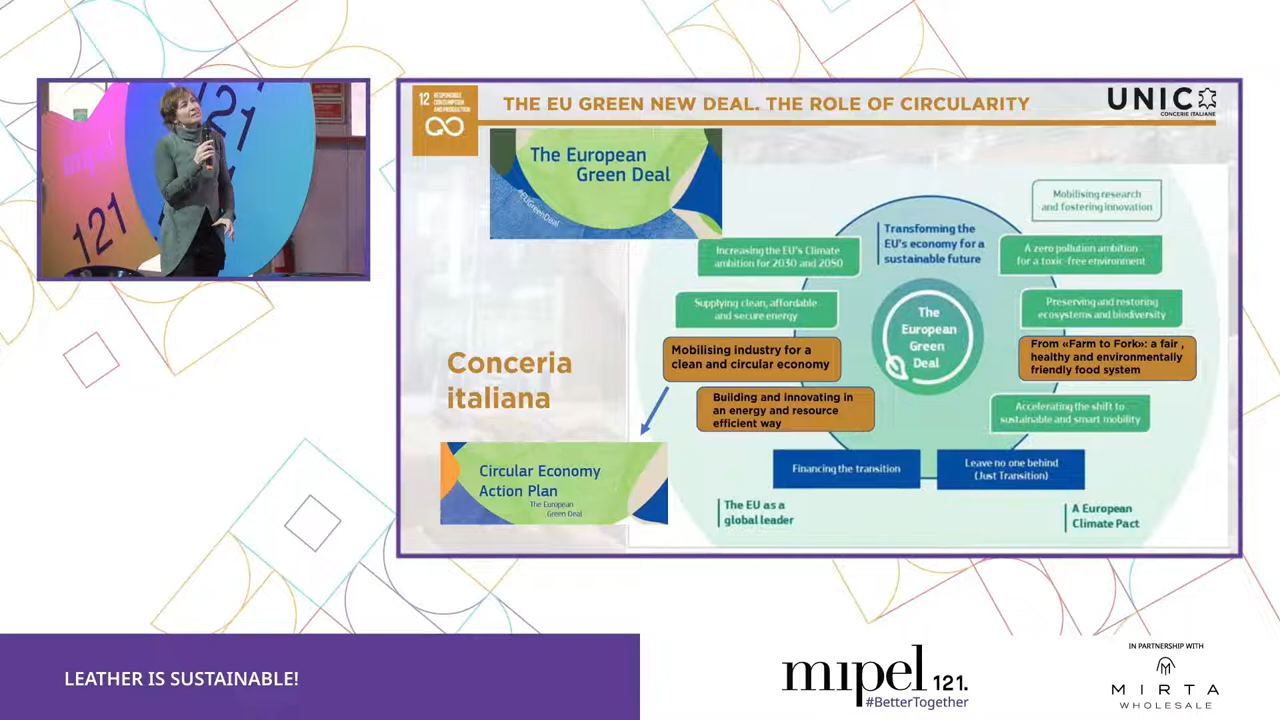 mipel
121
121
121
12 RESPONSIBLE
CONSUMPTION
AND PRODUCTION
THE EU GREEN NEW DEAL. THE ROLE OF CIRCULARITY
UNIC
CONCERIE ITALIANE
The European
Green Deal
#EUGreenDeal
Mobilising research
and fostering innovation
Transforming the
EU's economy for a
sustainable future
Increasing the EU's Climate
ambition for 2030 and 2050
A zero pollution ambition
for a toxic-free environment
Supplying clean, affordable
and secure energy
Preserving and restoring
ecosystems and biodiversity
The
European
Green
Deal
Mobilising industry for a
clean and circular economy
From «Farm to Fork»: a fair ,
healthy and environmentally
friendly food system
Conceria
italiana
Building and innovating in
an energy and resource
efficient way
Accelerating the shift to
sustainable and smart mobility
Circular Economy
Action Plan
The European
Green Deal
Financing the transition
Leave no one behind
(Just Transition)
The EU as a
global leader
A European
Climate Pact
LEATHER IS SUSTAINABLE!
mipel 121.
#BetterTogether
IN PARTNERSHIP WITH
MIRTA
WHOLESALE